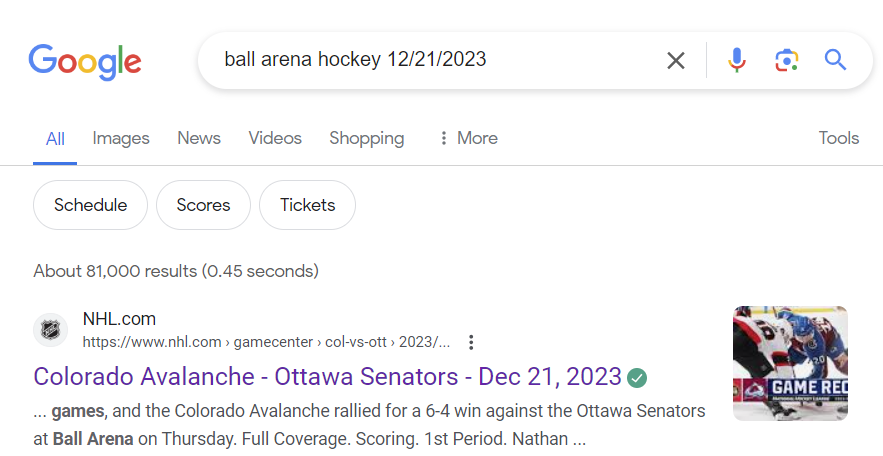 Google
ball arena hockey 12/21/2023
All Images News Videos Shopping More Tools
Schedule Scores Tickets
About 81,000 results (0.45 seconds)
NHL.com
https://www.nhl.com › gamecenter › col-vs-ott › 2023/...
Colorado Avalanche - Ottawa Senators - Dec 21, 2023
... games, and the Colorado Avalanche rallied for a 6-4 win against the Ottawa Senators
at Ball Arena on Thursday. Full Coverage. Scoring. 1st Period. Nathan ...
20
GAME REC